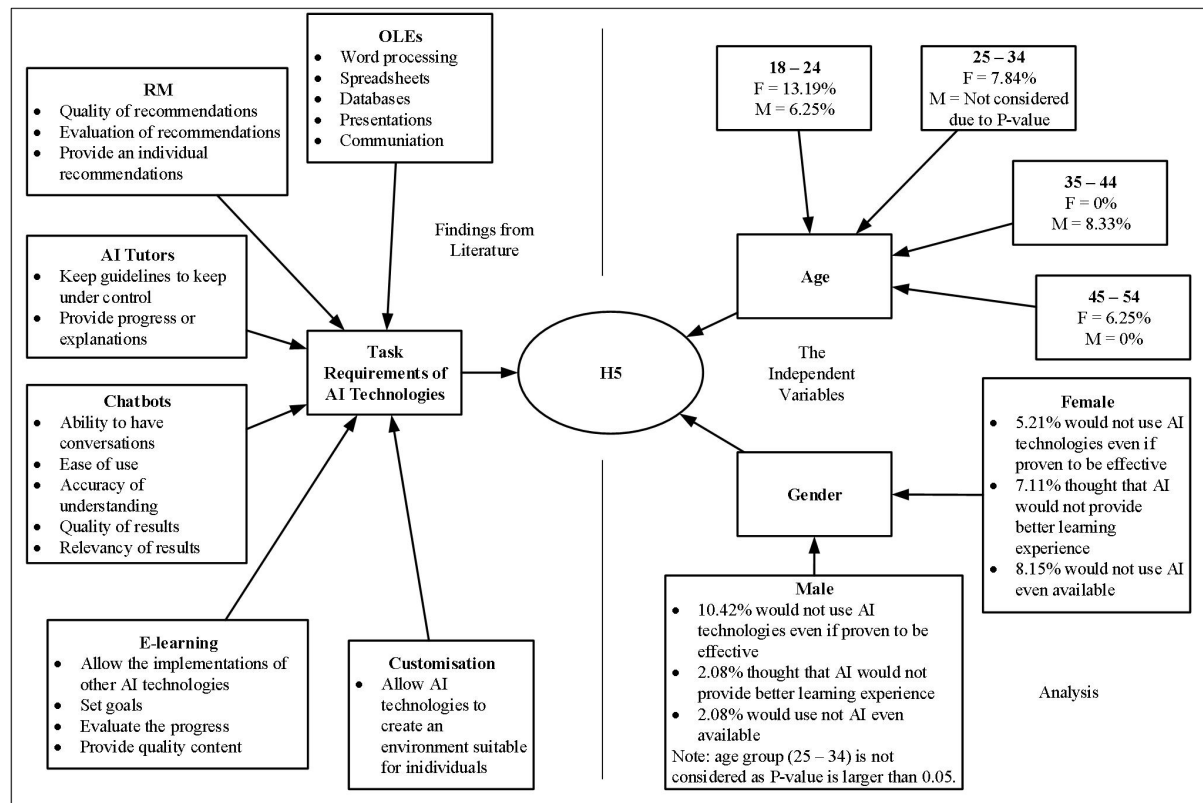 OLEs
• Word processing
• Spreadsheets
• Databases
• Presentations
• Communiation
RM
• Quality of recommendations
• Evaluation of recommendations
• Provide an individual
recommendations
AI Tutors
• Keep guidelines to keep
under control
• Provide progress or
explanations
Chatbots
• Ability to have
conversations
• Ease of use
• Accuracy of
understanding
• Quality of results
• Relevancy of results
E-learning
• Allow the implementations of
other AI technologies
• Set goals
• Evaluate the progress
• Provide quality content
Customisation
• Allow AI
technologies to
create an
environment suitable
for inidividuals
Task
Requirements of
AI Technologies
Findings from
Literature
H5
18 – 24
F = 13.19%
M = 6.25%
25 – 34
F = 7.84%
M = Not considered
due to P-value
35 – 44
F = 0%
M = 8.33%
45 – 54
F = 6.25%
M = 0%
Age
The
Independent
Variables
Gender
Female
• 5.21% would not use AI
technologies even if
proven to be effective
• 7.11% thought that AI
would not provide
better learning
experience
• 8.15% would not use AI
even available
Male
• 10.42% would not use AI
technologies even if proven to be
effective
• 2.08% thought that AI would not
provide better learning experience
• 2.08% would use not AI even
available
Note: age group (25 – 34) is not
considered as P-value is larger than 0.05.
Analysis